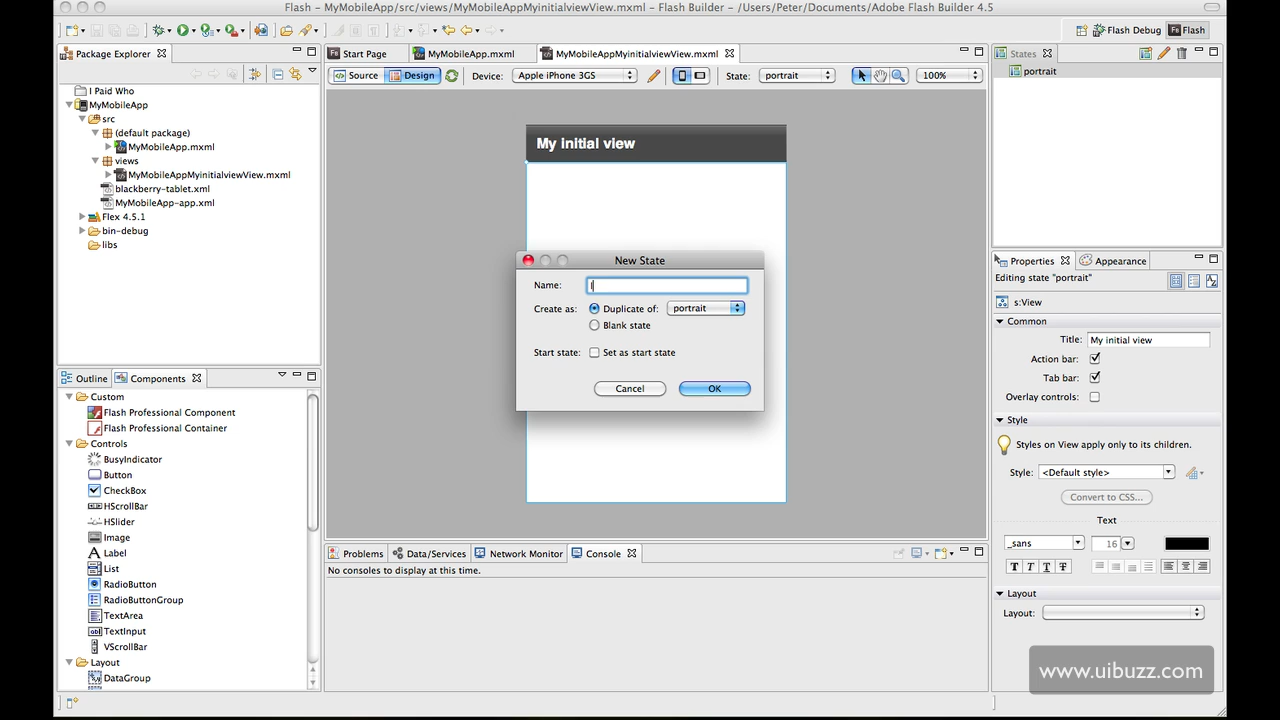 Flash - MyMobileApp/src/views/MyMobileAppMyinitialviewView.mxml - Flash Builder - /Users/Peter/Documents/Adobe Flash Builder 4.5
Flash Debug
Flash
Package Explorer
Start Page
MyMobileApp.mxml
MyMobileAppMyinitialviewView.mxml
States
Source
Design
Device:
Apple iPhone 3GS
State:
portrait
100%
portrait
I Paid Who
MyMobileApp
src
(default package)
MyMobileApp.mxml
views
MyMobileAppMyinitialviewView.mxml
blackberry-tablet.xml
MyMobileApp-app.xml
Flex 4.5.1
bin-debug
libs
My initial view
New State
Name:
Create as:
Duplicate of:
portrait
Blank state
Start state:
Set as start state
Cancel
OK
Properties
Appearance
Editing state "portrait"
s:View
Common
Title:
My initial view
Action bar:
Tab bar:
Overlay controls:
Style
Styles on View apply only to its children.
Style:
<Default style>
Convert to CSS...
Text
_sans
16
T T T T
Layout
Layout:
Outline
Components
Custom
Flash Professional Component
Flash Professional Container
Controls
BusyIndicator
Button
CheckBox
HScrollBar
HSlider
Image
Label
List
RadioButton
RadioButtonGroup
TextArea
TextInput
VScrollBar
Layout
DataGroup
Problems
Data/Services
Network Monitor
Console
No consoles to display at this time.
www.uibuzz.com